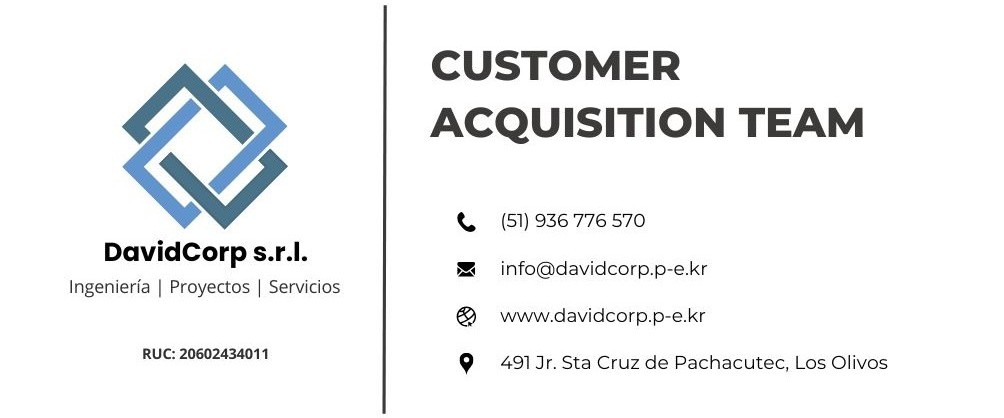 DavidCorp s.r.l.
Ingeniería | Proyectos | Servicios
RUC: 20602434011
CUSTOMER
ACQUISITION TEAM
(51) 936 776 570
info@davidcorp.p-e.kr
www.davidcorp.p-e.kr
491 Jr. Sta Cruz de Pachacutec, Los Olivos